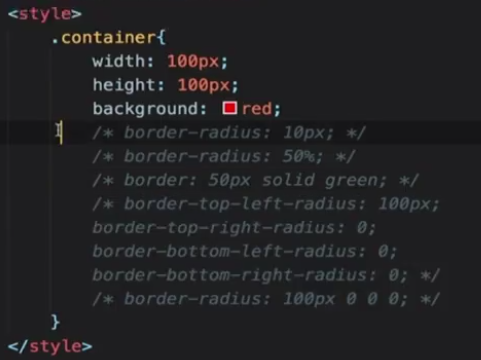 <style>
.container{
width: 100px;
height: 100px;
background: red;
/* border-radius: 10px; */
/* border-radius: 50%; */
/* border: 50px solid green; */
/* border-top-left-radius: 100px;
border-top-right-radius: 0;
border-bottom-left-radius: 0;
border-bottom-right-radius: 0; */
/* border-radius: 100px 0 0 0; */
}
</style>